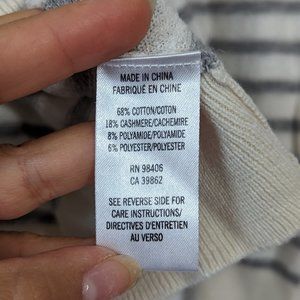 MADE IN CHINA
FABRIQUÉ EN CHINE
68% COTTON/COTON
18% CASHMERE/CACHEMIRE
8% POLYAMIDE/POLYAMIDE
6% POLYESTER/POLYESTER
RN 98406
CA 39862
SEE REVERSE SIDE FOR
CARE INSTRUCTIONS/
DIRECTIVES D'ENTRETIEN
AU VERSO